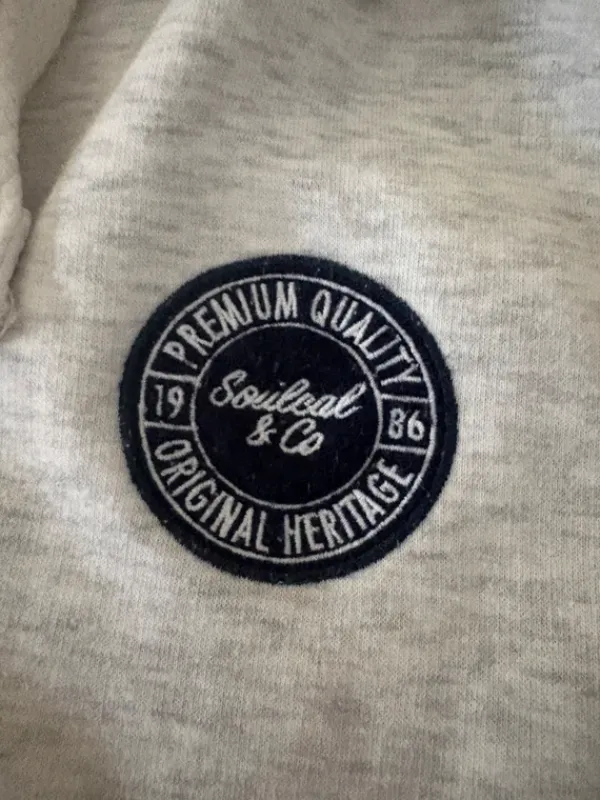 PREMIUM QUALITY
19
Soulcal
& Co
86
ORIGINAL HERITAGE